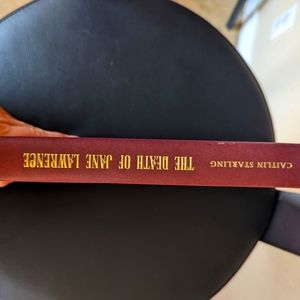 CAITLIN STARLING
THE DEATH OF JANE LAWRENCE